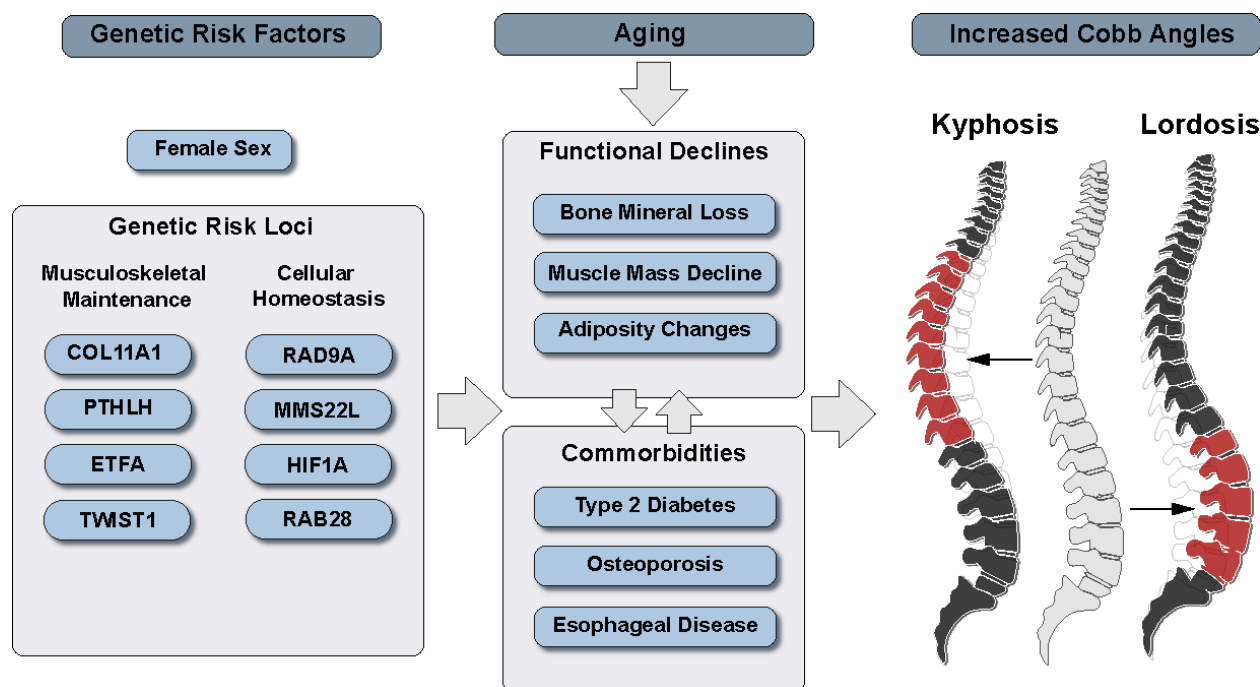 Genetic Risk Factors
Female Sex
Genetic Risk Loci
Musculoskeletal
Maintenance
COL11A1
PTHLH
ETFA
TWIST1
Cellular
Homeostasis
RAD9A
MMS22L
HIF1A
RAB28
Aging
Functional Declines
Bone Mineral Loss
Muscle Mass Decline
Adiposity Changes
Commorbidities
Type 2 Diabetes
Osteoporosis
Esophageal Disease
Increased Cobb Angles
Kyphosis
Lordosis